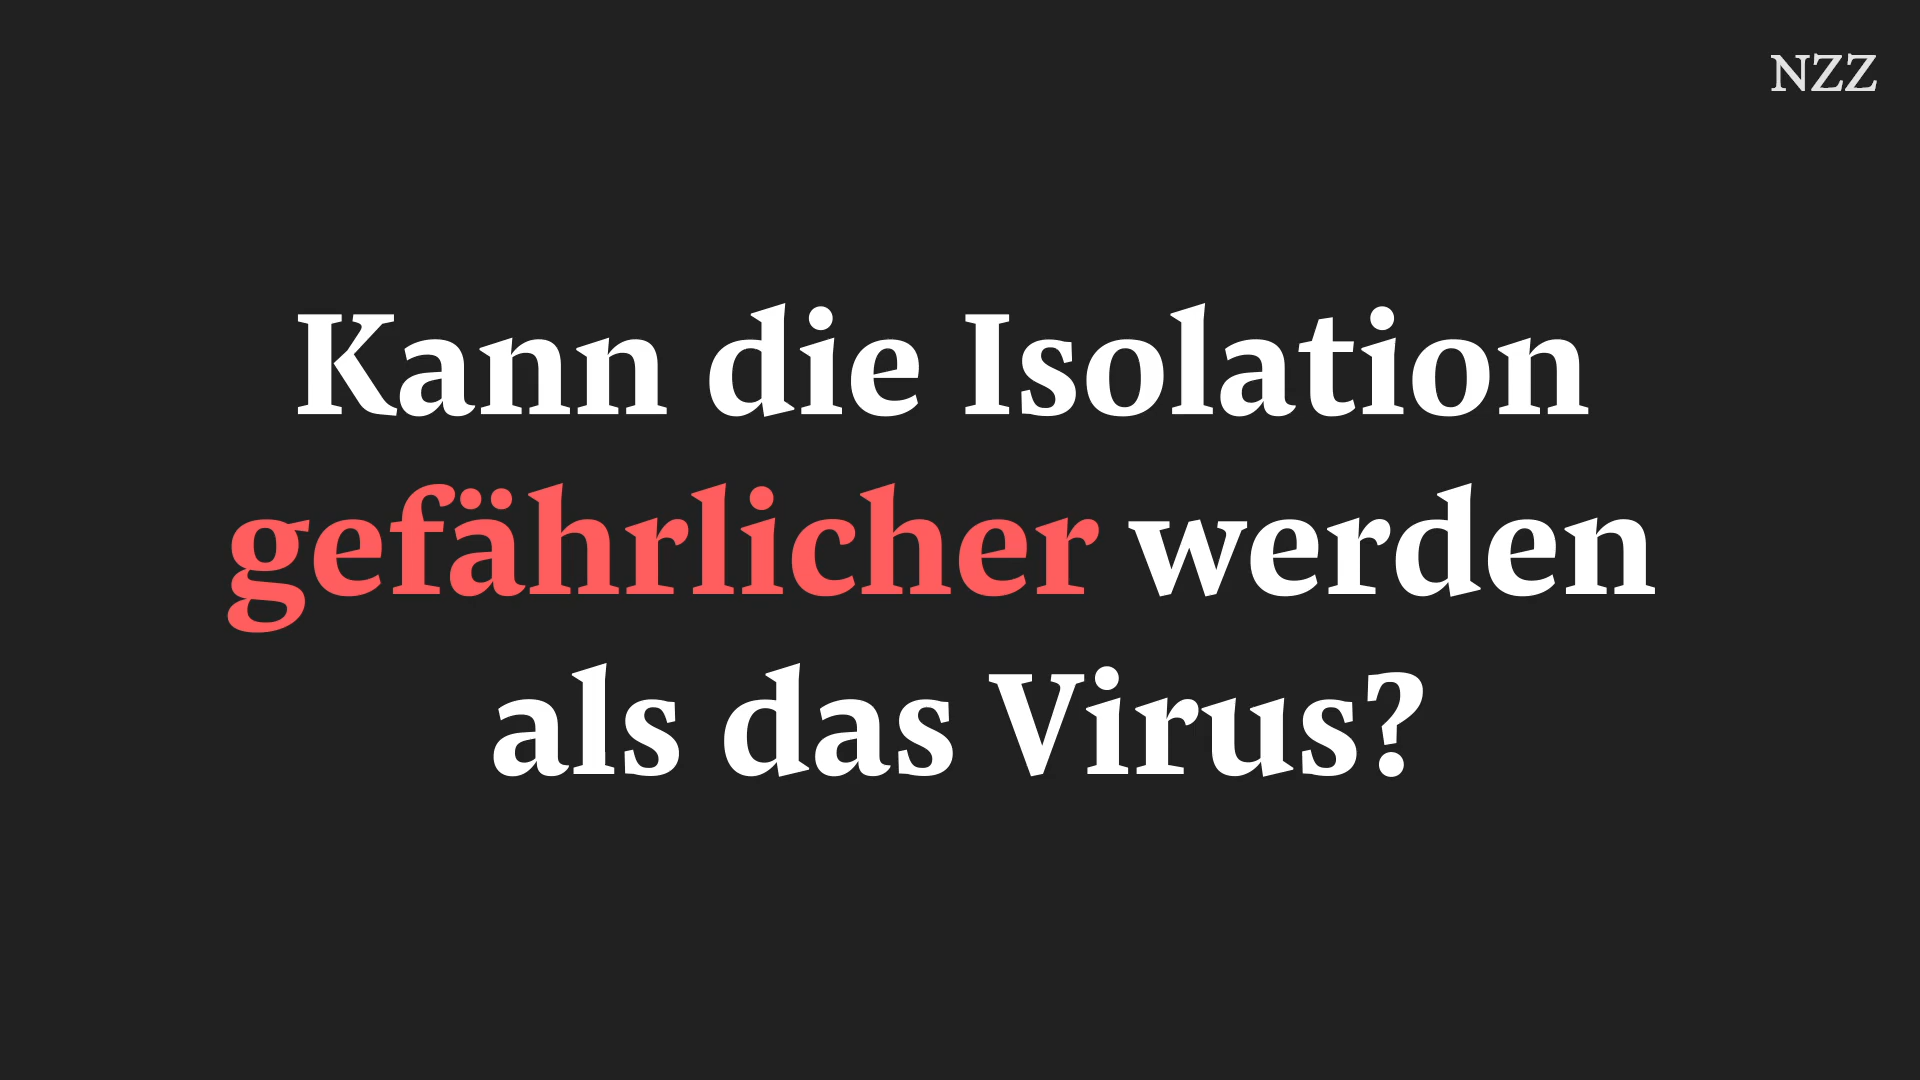 NZZ
Kann die Isolation
gefährlicher werden
als das Virus?